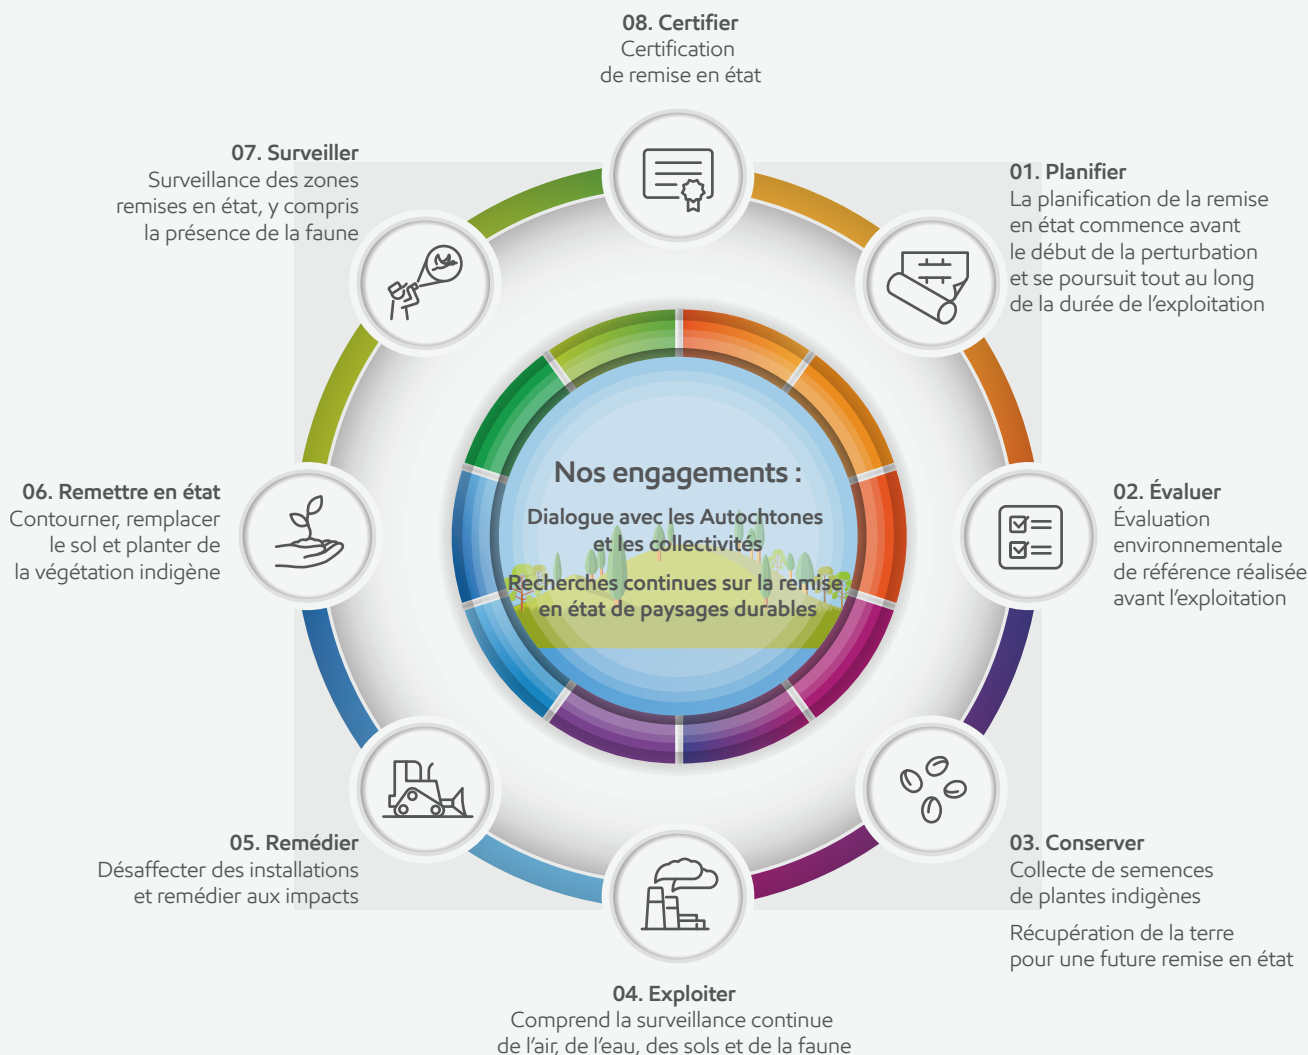 08. Certifier
Certification
de remise en état
01. Planifier
La planification de la remise
en état commence avant
le début de la perturbation
et se poursuit tout au long
de la durée de l'exploitation
02. Évaluer
Évaluation
environnementale
de référence réalisée
avant l'exploitation
03. Conserver
Collecte de semences
de plantes indigènes
Récupération de la terre
pour une future remise en état
04. Exploiter
Comprend la surveillance continue
de l'air, de l'eau, des sols et de la faune
05. Remédier
Désaffecter des installations
et remédier aux impacts
06. Remettre en état
Contourner, remplacer
le sol et planter de
la végétation indigène
07. Surveiller
Surveillance des zones
remises en état, y compris
la présence de la faune
Nos engagements :
Dialogue avec les Autochtones
et les collectivités
Recherches continues sur la remise
en état de paysages durables